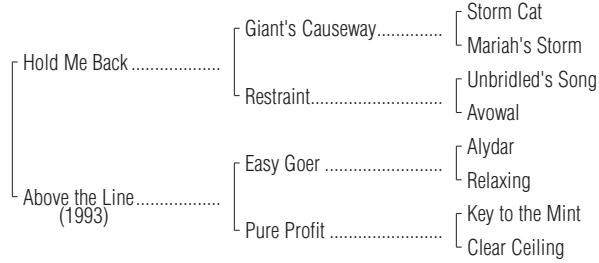 Storm Cat
Giant's Causeway..............
Mariah's Storm
Hold Me Back ...................
Unbridled's Song
Restraint............................
Avowal
Alydar
Easy Goer .........................
Relaxing
Above the Line..................
(1993)
Key to the Mint
Pure Profit ........................
Clear Ceiling